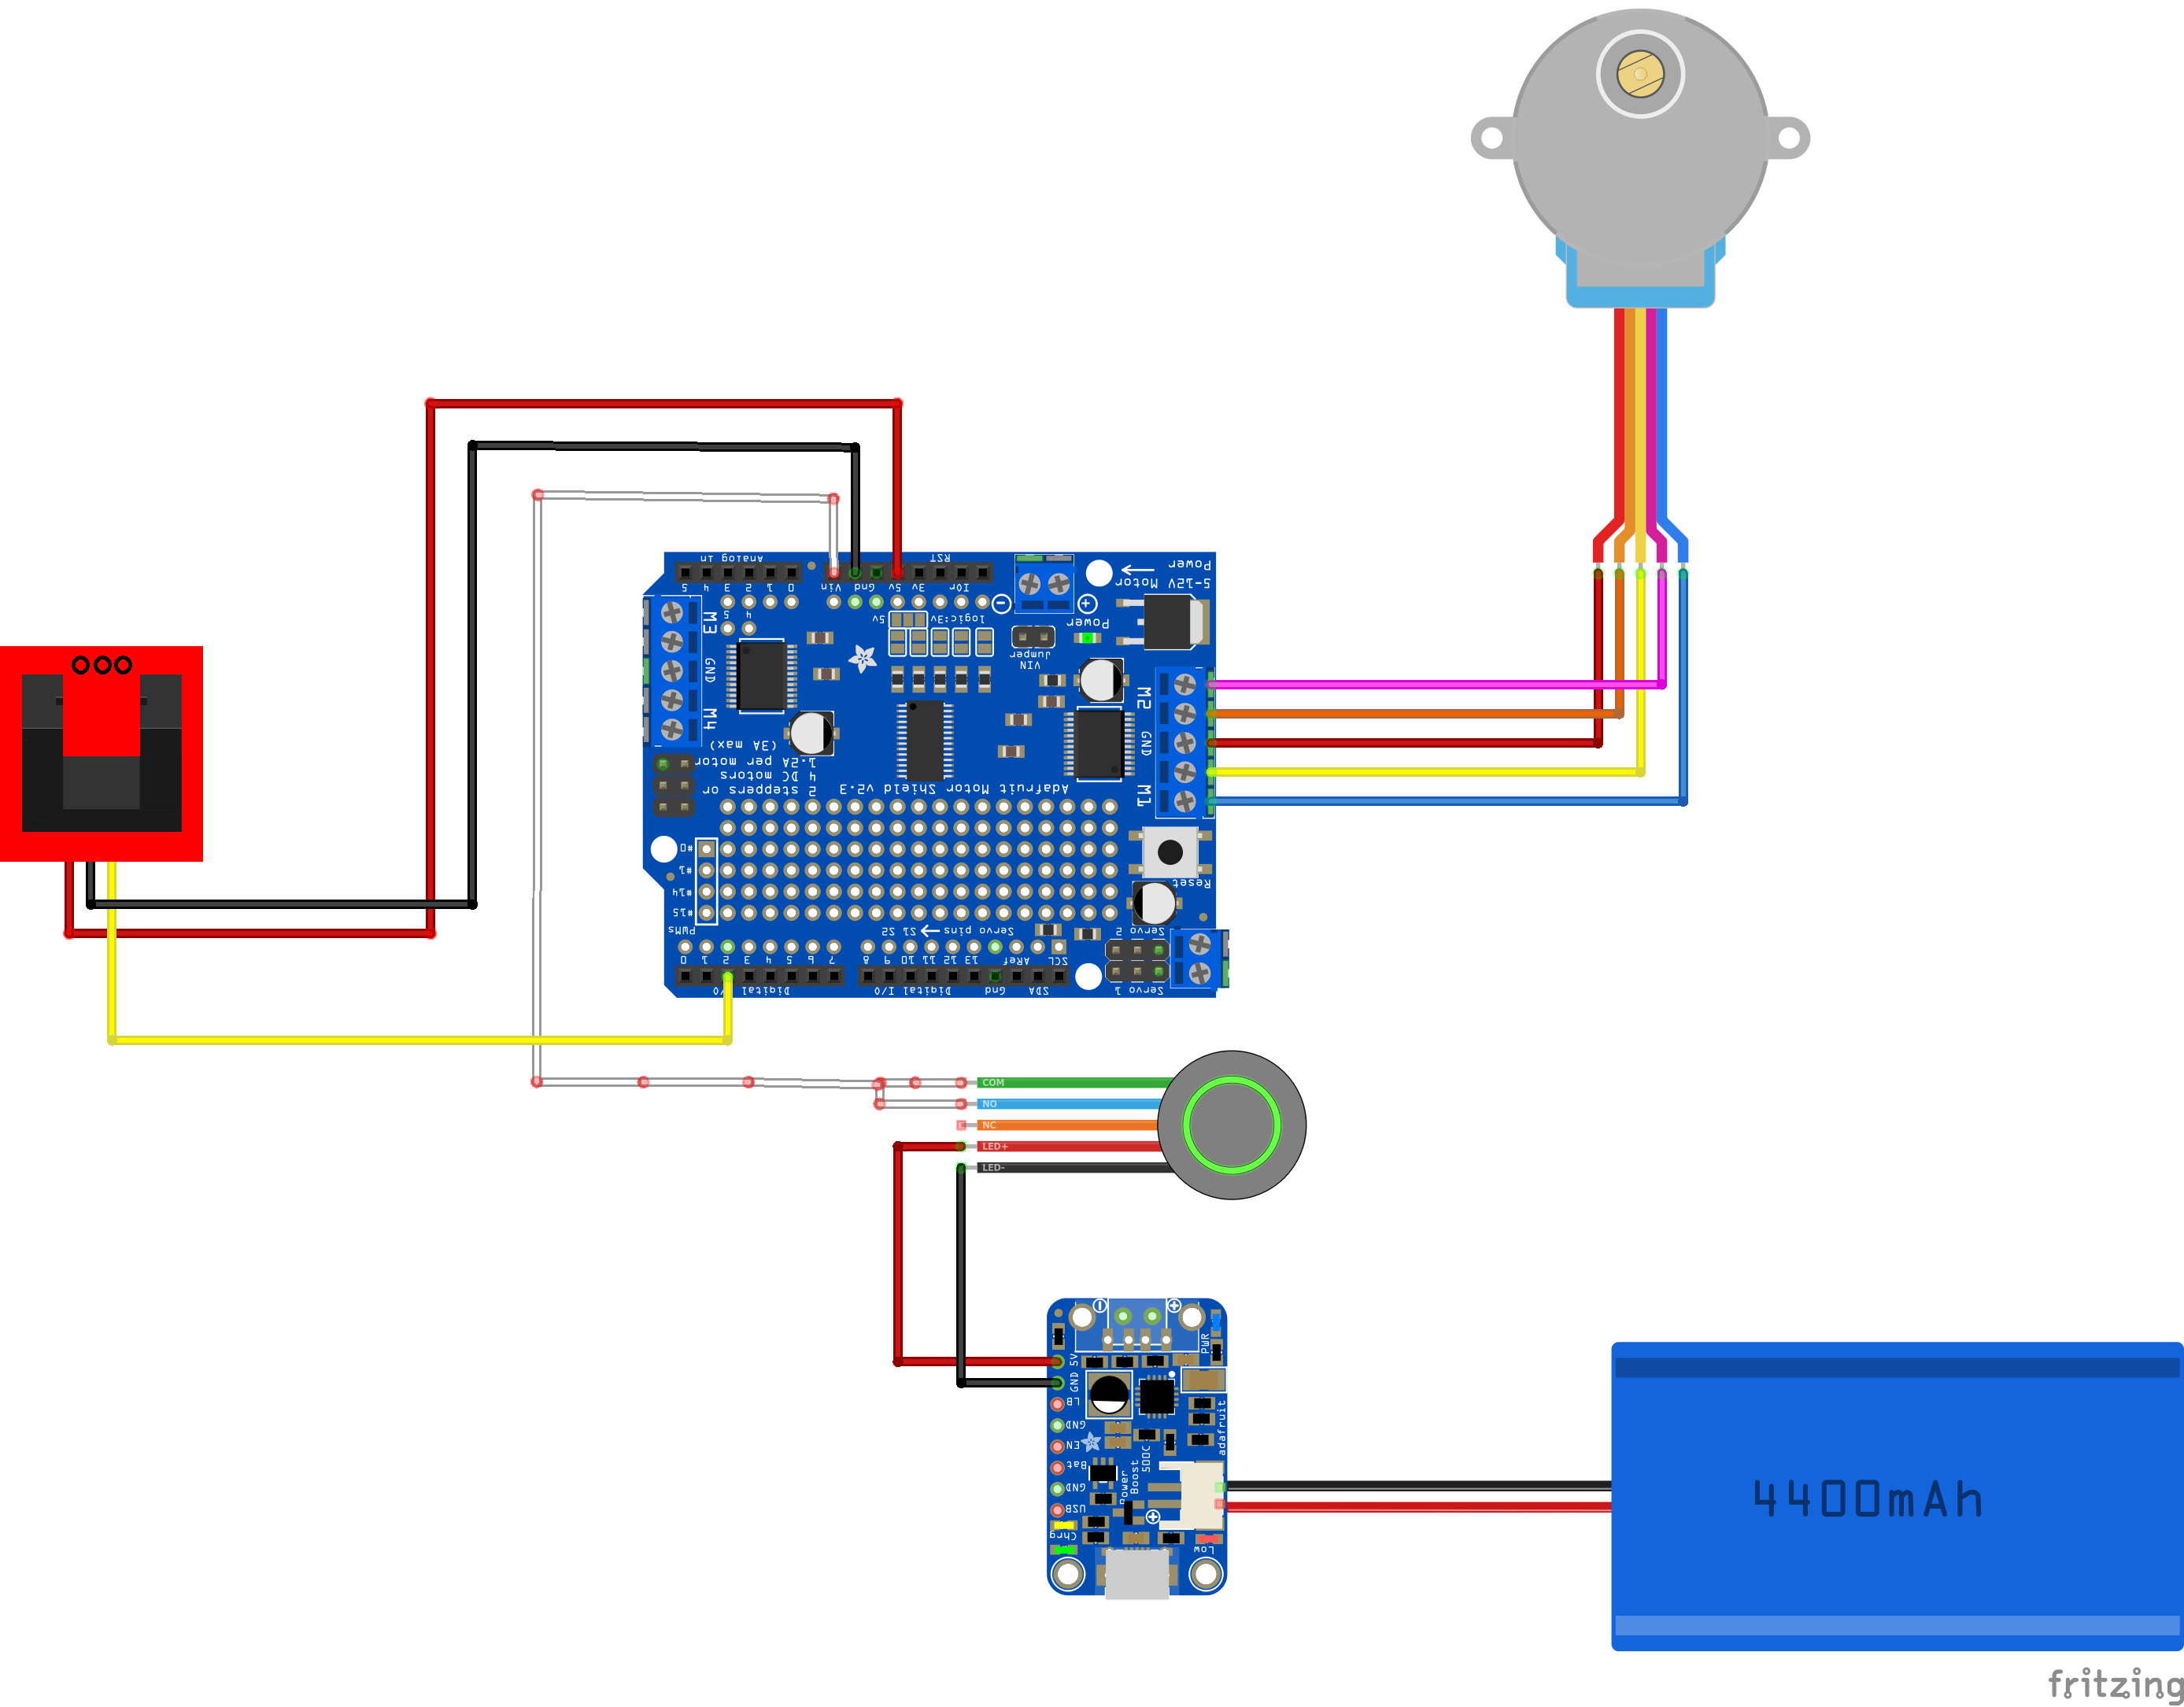 Analog in
RST
5 4 3 2 1 0
Vin Gnd 5v 3v IOr
Power
5-12V Motor
5 4
M3
5v
logic:3v
Power
Jumper
VIN
GND
M2
M4
(3A max)
1.2A per motor
4 DC motors
2 steppers or
GND
Adafruit Motor Shield v2.3
M1
#0
#1
#14
#15
Reset
PWMs
S1 S2
Servo pins
Servo 2
0 1 2 3 4 5 6 7 8 9 10 11 12 13 ARef SCL
Digital I/O
Digital I/O
Gnd
SDA
Servo 1
COM
NO
NC
LED+
LED-
PWR
5V
GND
LB
GND
EN
Bat
GND
USB
Chrg
adafruit
Power
Boost
500C
Low
4400mAh
fritzing